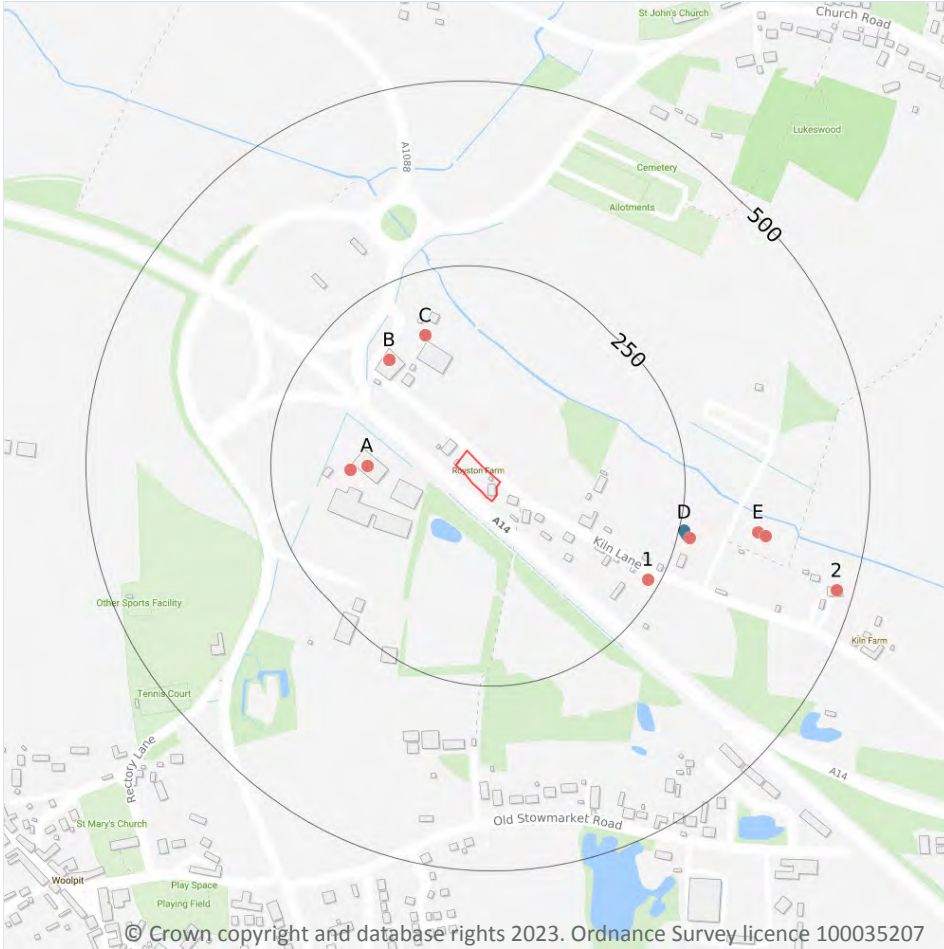 St John's Church
Church Road
Lukeswood
A1088
Cemetery
Allotments
500
C
B
250
A
Royston Farm
D
E
A14
Kiln Lane
1
2
Other Sports Facility
Kiln Farm
Tennis Court
Rectory Lane
A14
St Mary's Church
Old Stowmarket Road
Woolpit
Play Space
Playing Field
© Crown copyright and database rights 2023. Ordnance Survey licence 100035207